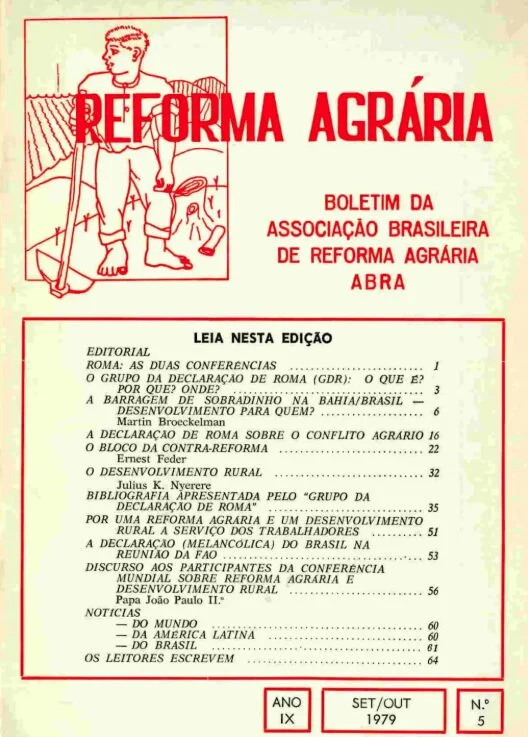 REFORMA AGRÁRIA
BOLETIM DA
ASSOCIAÇÃO BRASILEIRA
DE REFORMA AGRÁRIA
ABRA
LEIA NESTA EDIÇÃO
EDITORIAL
ROMA: AS DUAS CONFERÊNCIAS ........................ 1
O GRUPO DA DECLARAÇÃO DE ROMA (GDR): O QUE É?
POR QUE? ONDE? ................................. 3
A BARRAGEM DE SOBRADINHO NA BAHIA/BRASIL —
DESENVOLVIMENTO PARA QUEM? .................. 6
Martin Broeckelman
A DECLARAÇÃO DE ROMA SOBRE O CONFLITO AGRÁRIO 16
O BLOCO DA CONTRA-REFORMA ......................... 22
Ernest Feder
O DESENVOLVIMENTO RURAL ........................... 32
Julius K. Nyerere
BIBLIOGRAFIA APRESENTADA PELO "GRUPO DA
DECLARAÇÃO DE ROMA" ............................ 35
POR UMA REFORMA AGRARIA E UM DESENVOLVIMENTO
RURAL A SERVIÇO DOS TRABALHADORES ......... 51
A DECLARAÇÃO (MELANCÓLICA) DO BRASIL NA
REUNIÃO DA FAO .................................. 53
DISCURSO AOS PARTICIPANTES DA CONFERÊNCIA
MUNDIAL SOBRE REFORMA AGRÁRIA E
DESENVOLVIMENTO RURAL ........................ 56
Papa João Paulo II.º
NOTÍCIAS
— DO MUNDO ..................................... 60
— DA AMÉRICA LATINA ............................ 60
— DO BRASIL .................................... 61
OS LEITORES ESCREVEM .............................. 64
ANO
IX
SET/OUT
1979
N.º
5